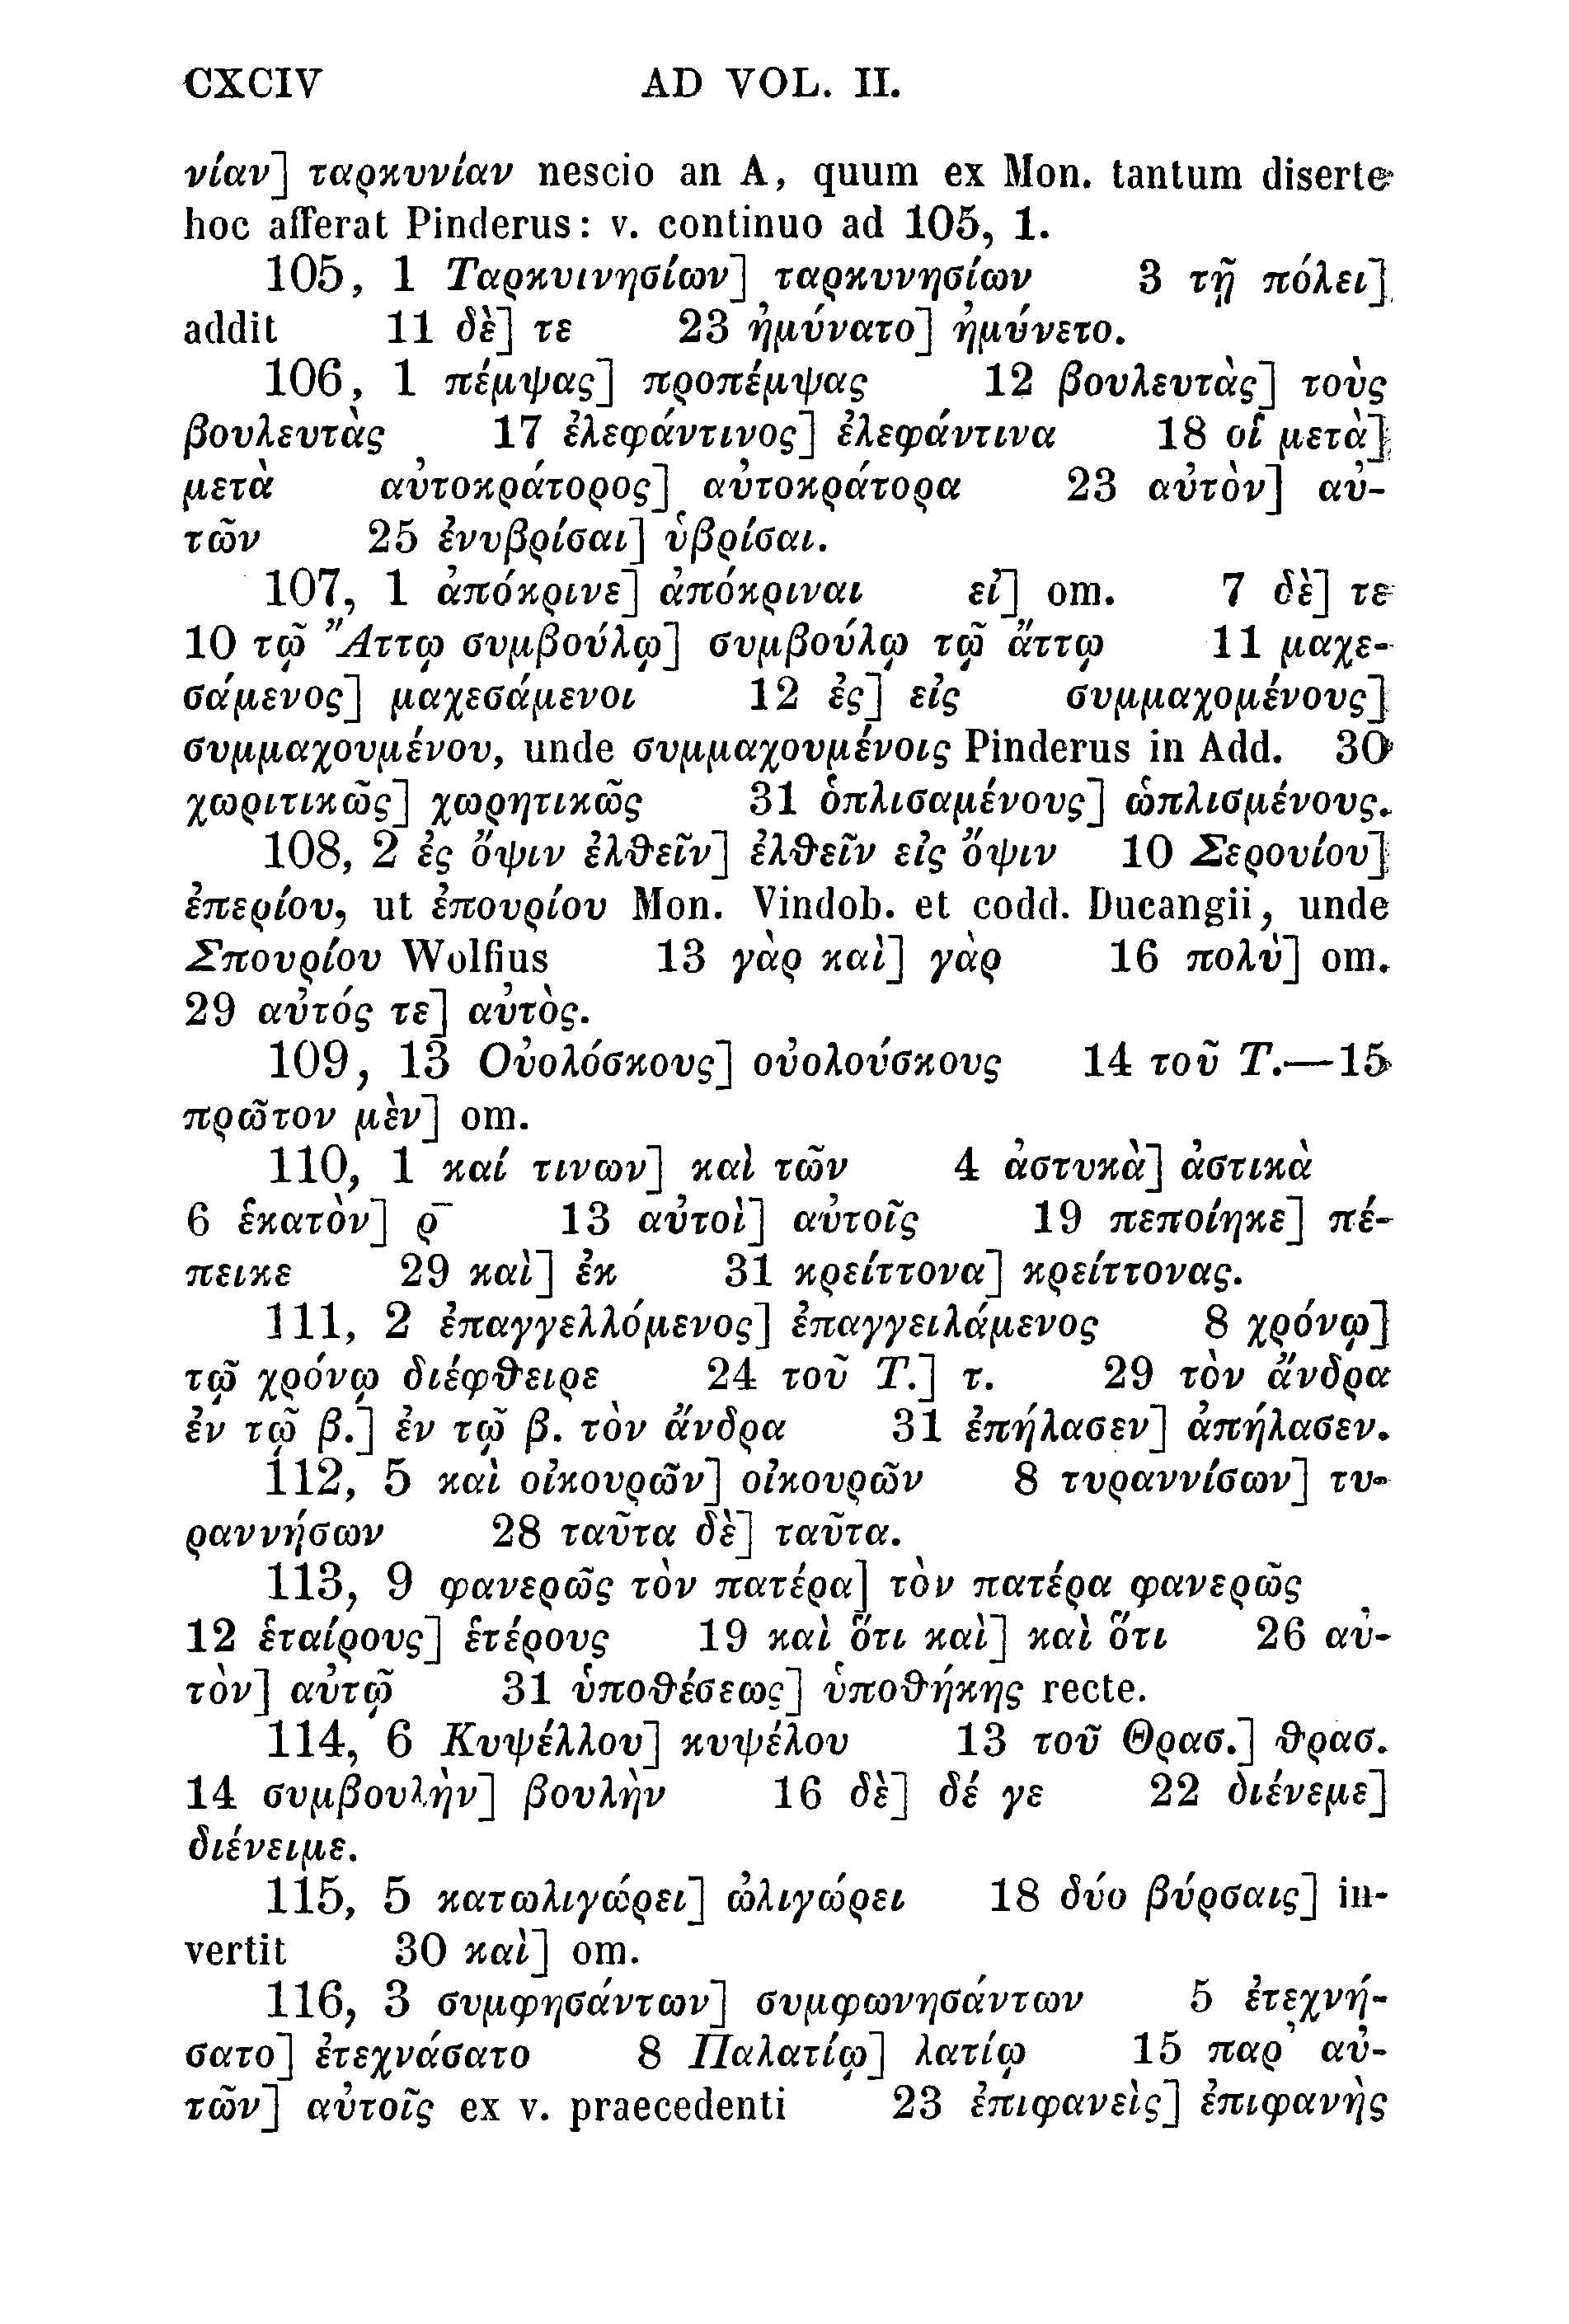 CXCIV AD VOL. II.
νίαν] ταρκυνίαν nescio an A, quum ex Mon. tantum diserte
hoc afferat Pinderus: v. continuo ad 105, 1.
105, 1 Ταρκυινησίων] ταρκυνησίων 3 τῇ πόλει]
addit 11 δὲ] τε 23 ἠμύνατο] ἠμύνετο.
106, 1 πέμψας] προπέμψας 12 βουλευτὰς] τοὺς
βουλευτὰς 17 ἐλεφάντινος] ἐλεφάντινα 18 οἱ μετὰ]
μετὰ αὐτοκράτορος] αὐτοκράτορα 23 αὐτὸν] αὐ-
τῶν 25 ἐνυβρίσαι] ὑβρίσαι.
107, 1 ἀπόκρινε] ἀπόκριναι εἰ] om. 7 δὲ] τε
10 τῷ Ἄττῳ συμβούλῳ] συμβούλῳ τῷ ἄττῳ 11 μαχε-
σάμενος] μαχεσάμενοι 12 ἐς] εἰς συμμαχομένους]
συμμαχουμένου, unde συμμαχουμένοις Pinderus in Add. 30
χωριτικῶς] χωρητικῶς 31 ὁπλισαμένους] ὡπλισμένους.
108, 2 ἐς ὄψιν ἐλθεῖν] ἐλθεῖν εἰς ὄψιν 10 Σερουίου]
ἐπερίου, ut ἐπουρίου Mon. Vindob. et codd. Ducangii, unde
Σπουρίου Wolfius 13 γὰρ καὶ] γὰρ 16 πολὺ] om.
29 αὐτός τε] αὐτὸς.
109, 13 Οὐολόσκους] οὐολούσκους 14 τοῦ Τ.—15
πρῶτον μὲν] om.
110, 1 καί τινων] καὶ τῶν 4 ἀστυκὰ] ἀστικὰ
6 ἑκατὸν] ρ̅ 13 αὐτοὶ] αὐτοῖς 19 πεποίηκε] πέ-
πεικε 29 καὶ] ἐκ 31 κρείττονα] κρείττονας.
111, 2 ἐπαγγελλόμενος] ἐπαγγειλάμενος 8 χρόνῳ]
τῷ χρόνῳ διέφθειρε 24 τοῦ Τ.] τ. 29 τὸν ἄνδρα
ἐν τῷ β.] ἐν τῷ β. τὸν ἄνδρα 31 ἐπήλασεν] ἀπήλασεν.
112, 5 καὶ οἰκουρῶν] οἰκουρῶν 8 τυραννίσων] τυ-
ραννήσων 28 ταῦτα δὲ] ταῦτα.
113, 9 φανερῶς τὸν πατέρα] τὸν πατέρα φανερῶς
12 ἑταίρους] ἑτέρους 19 καὶ ὅτι καὶ] καὶ ὅτι 26 αὐ-
τὸν] αὐτῷ 31 ὑποθέσεως] ὑποθήκης recte.
114, 6 Κυψέλλου] κυψέλου 13 τοῦ Θρασ.] θρασ.
14 συμβουλὴν] βουλὴν 16 δὲ] δέ γε 22 διένεμε]
διένειμε.
115, 5 κατωλιγώρει] ὠλιγώρει 18 δύο βύρσαις] in-
vertit 30 καὶ] om.
116, 3 συμφησάντων] συμφωνησάντων 5 ἐτεχνή-
σατο] ἐτεχνάσατο 8 Παλατίῳ] λατίῳ 15 παρ’ αὐ-
τῶν] αὐτοῖς ex v. praecedenti 23 ἐπιφανεὶς] ἐπιφανὴς